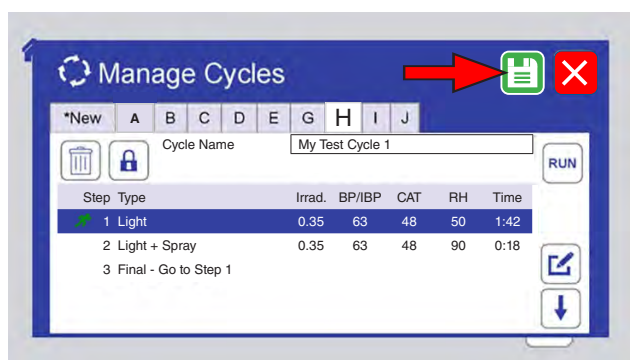 Manage Cycles
*New A B C D E G H I J
Cycle Name My Test Cycle 1
RUN
Step Type Irrad. BP/IBP CAT RH Time
1 Light 0.35 63 48 50 1:42
2 Light + Spray 0.35 63 48 90 0:18
3 Final - Go to Step 1